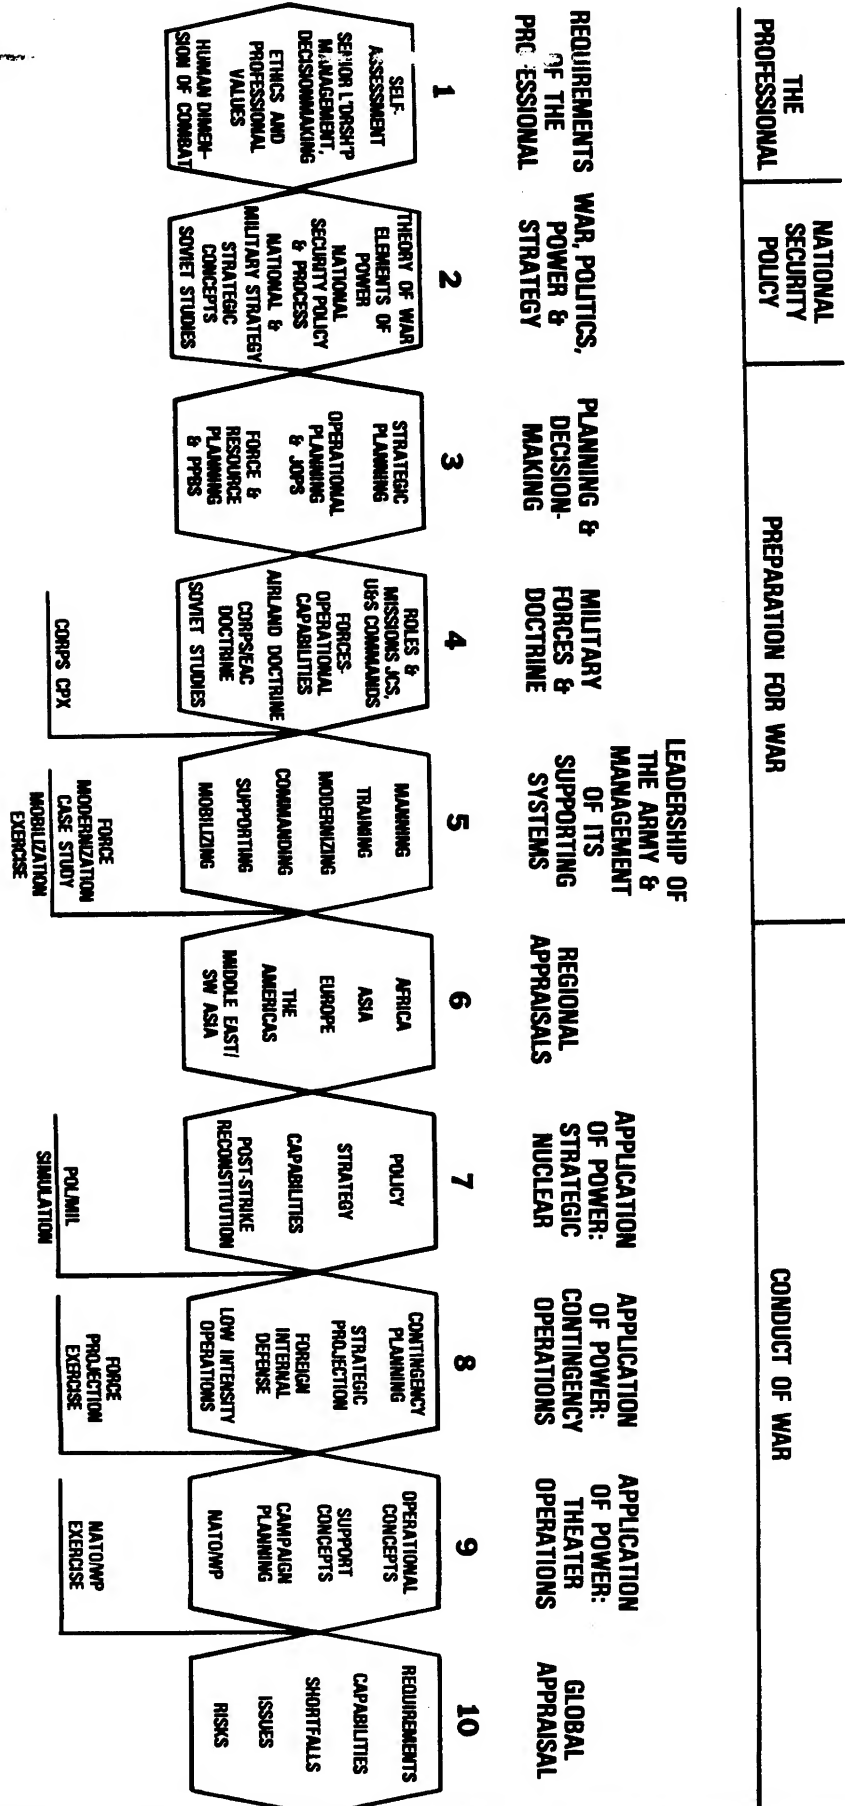 THE
PROFESSIONAL
NATIONAL
SECURITY
POLICY
PREPARATION FOR WAR
CONDUCT OF WAR
REQUIREMENTS
OF THE
PROFESSIONAL
WAR, POLITICS,
POWER &
STRATEGY
PLANNING &
DECISION-
MAKING
MILITARY
FORCES &
DOCTRINE
LEADERSHIP OF
THE ARMY &
MANAGEMENT
OF ITS
SUPPORTING
SYSTEMS
REGIONAL
APPRAISALS
APPLICATION
OF POWER:
STRATEGIC
NUCLEAR
APPLICATION
OF POWER:
CONTINGENCY
OPERATIONS
APPLICATION
OF POWER:
THEATER
OPERATIONS
GLOBAL
APPRAISAL
1
SELF-
ASSESSMENT
SENIOR L'DRSH'P
MANAGEMENT,
DECISIONMAKING
ETHICS AND
PROFESSIONAL
VALUES
HUMAN DIMEN-
SION OF COMBAT
2
THEORY OF WAR
ELEMENTS OF
POWER
NATIONAL
SECURITY POLICY
& PROCESS
NATIONAL &
MILITARY STRATEGY
STRATEGIC
CONCEPTS
SOVIET STUDIES
3
STRATEGIC
PLANNING
OPERATIONAL
PLANNING
& JOPS
FORCE &
RESOURCE
PLANNING
& PPBS
4
ROLES &
MISSIONS JCS,
U&S COMMANDS
FORCES-
OPERATIONAL
CAPABILITIES
AIRLAND DOCTRINE
CORPS/EAC
DOCTRINE
SOVIET STUDIES
5
MANNING
TRAINING
MODERNIZING
COMMANDING
SUPPORTING
MOBILIZING
6
AFRICA
ASIA
EUROPE
THE
AMERICAS
MIDDLE EAST/
SW ASIA
7
POLICY
STRATEGY
CAPABILITIES
POST-STRIKE
RECONSTITUTION
8
CONTINGENCY
PLANNING
STRATEGIC
PROJECTION
FOREIGN
INTERNAL
DEFENSE
LOW INTENSITY
OPERATIONS
9
OPERATIONAL
CONCEPTS
SUPPORT
CONCEPTS
CAMPAIGN
PLANNING
NATO/WP
10
REQUIREMENTS
CAPABILITIES
SHORTFALLS
ISSUES
RISKS
CORPS CPX
FORCE
MODERNIZATION
CASE STUDY
MOBILIZATION
EXERCISE
POL/MIL
SIMULATION
FORCE
PROJECTION
EXERCISE
NATO/WP
EXERCISE